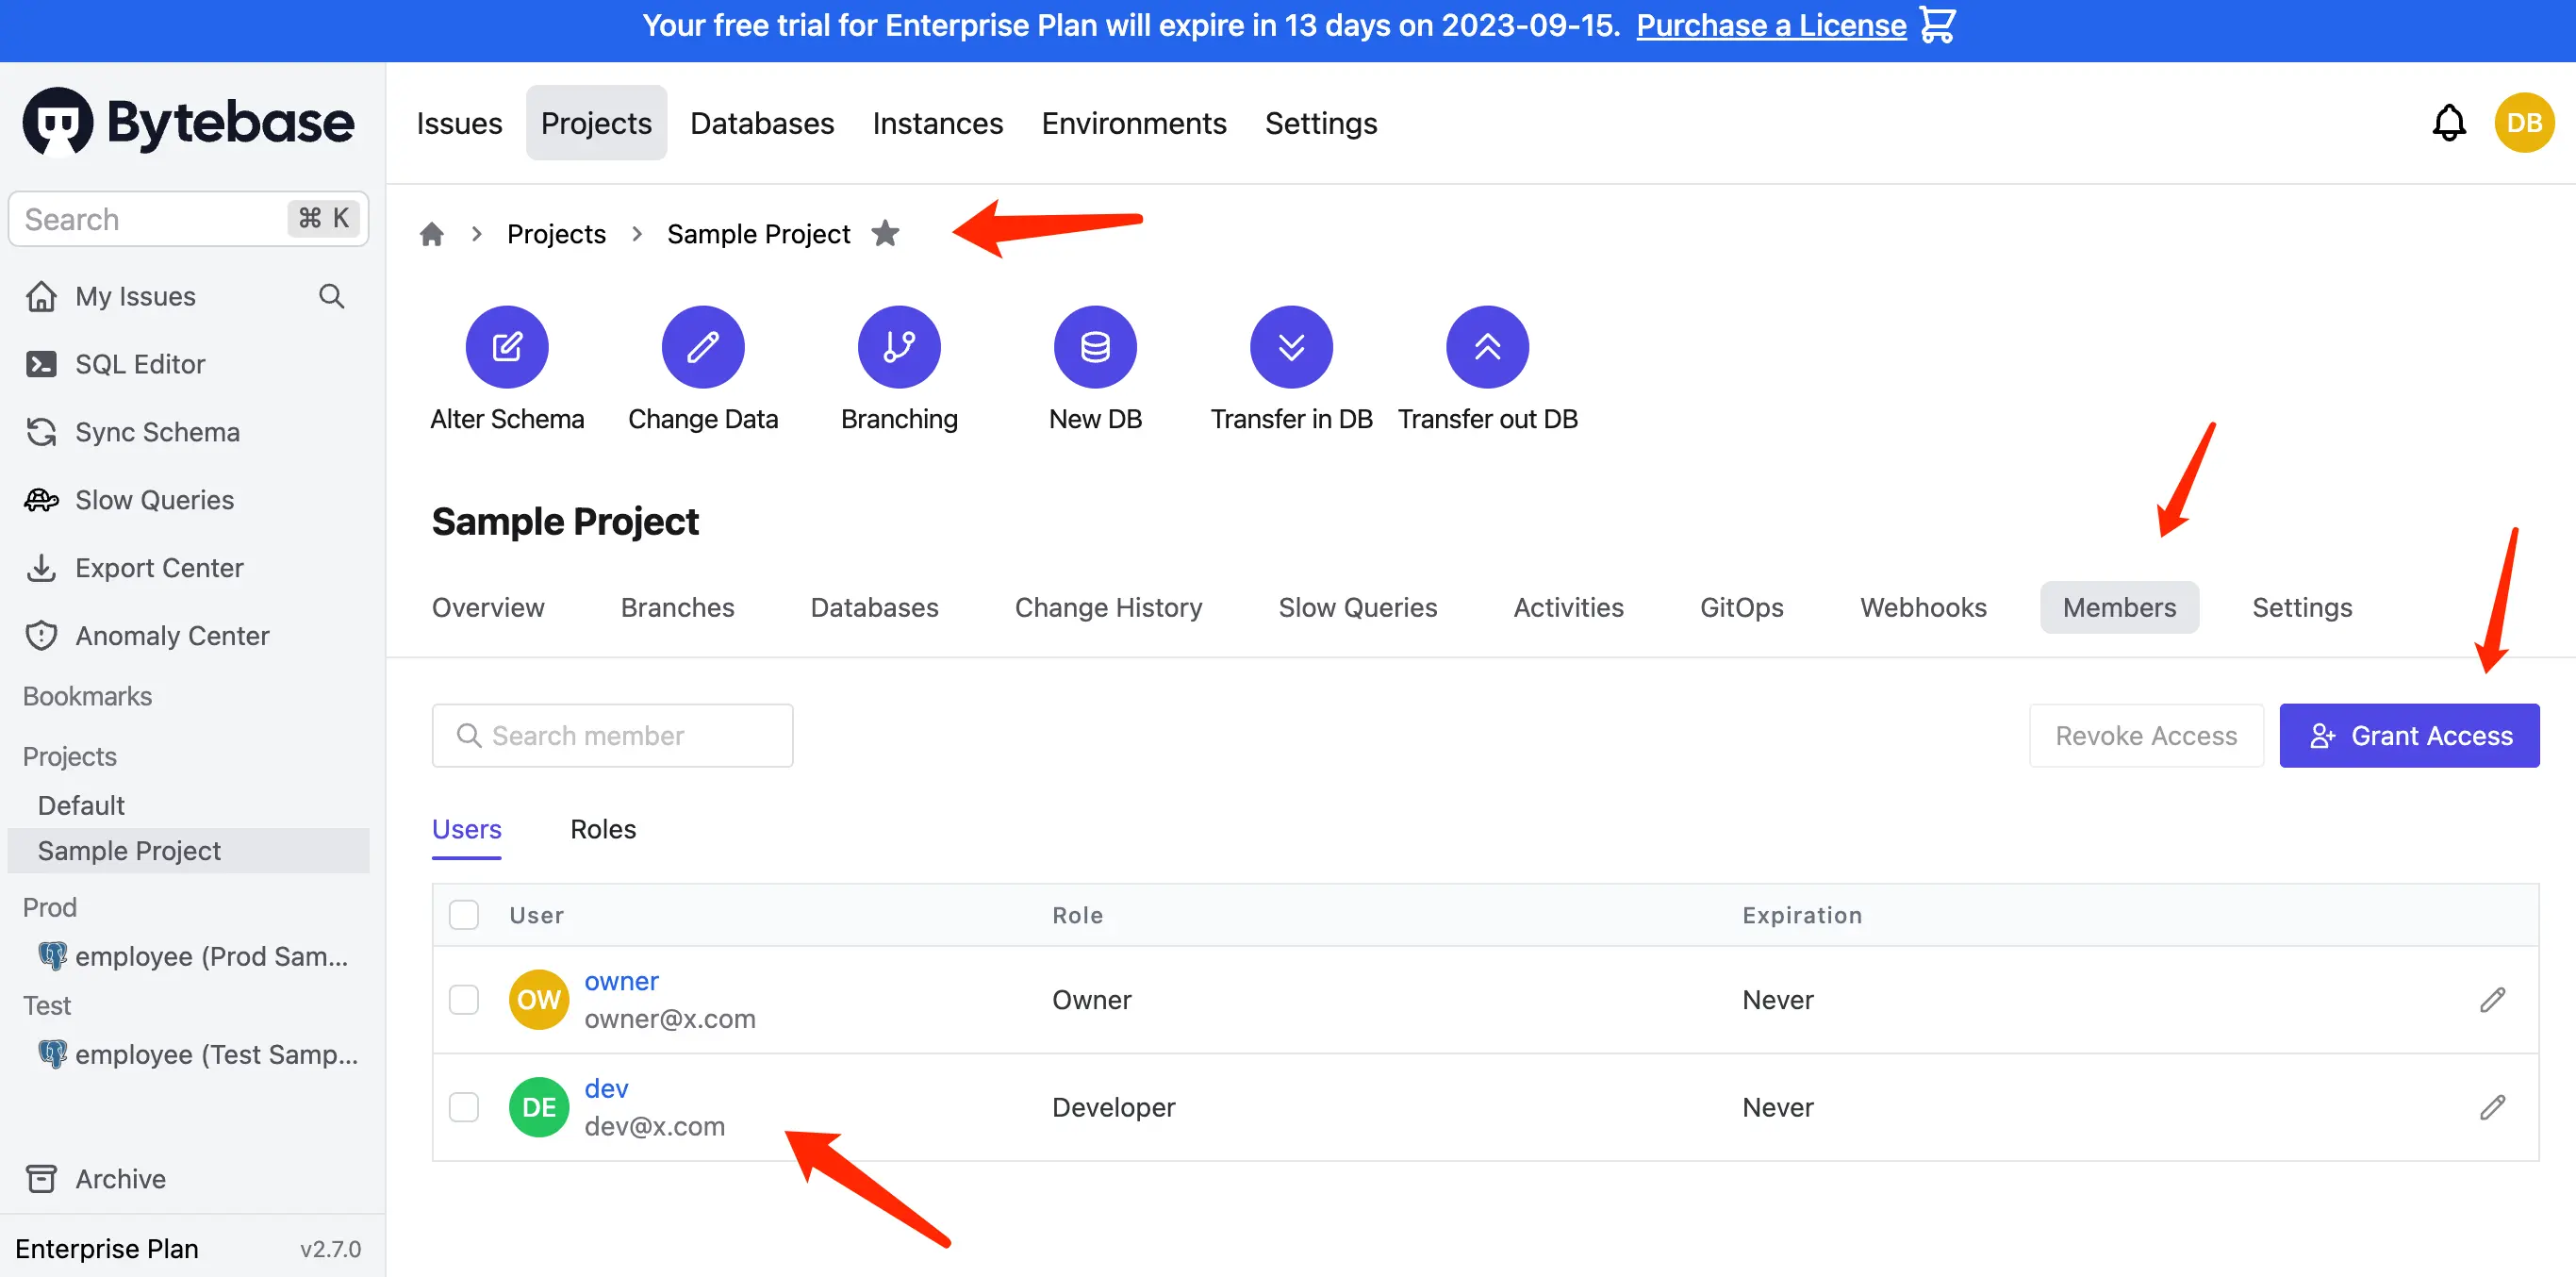 Your free trial for Enterprise Plan will expire in 13 days on 2023-09-15. Purchase a License
Bytebase
Issues Projects Databases Instances Environments Settings
DB
Search ⌘ K
Projects Sample Project
My Issues
SQL Editor
Sync Schema
Slow Queries
Export Center
Anomaly Center
Bookmarks
Projects
Default
Sample Project
Prod
employee (Prod Sam...
Test
employee (Test Samp...
Archive
Enterprise Plan v2.7.0
Alter Schema Change Data Branching New DB Transfer in DB Transfer out DB
Sample Project
Overview Branches Databases Change History Slow Queries Activities GitOps Webhooks Members Settings
Search member Revoke Access Grant Access
Users Roles
User Role Expiration
OW owner Owner Never
owner@x.com
DE dev Developer Never
dev@x.com